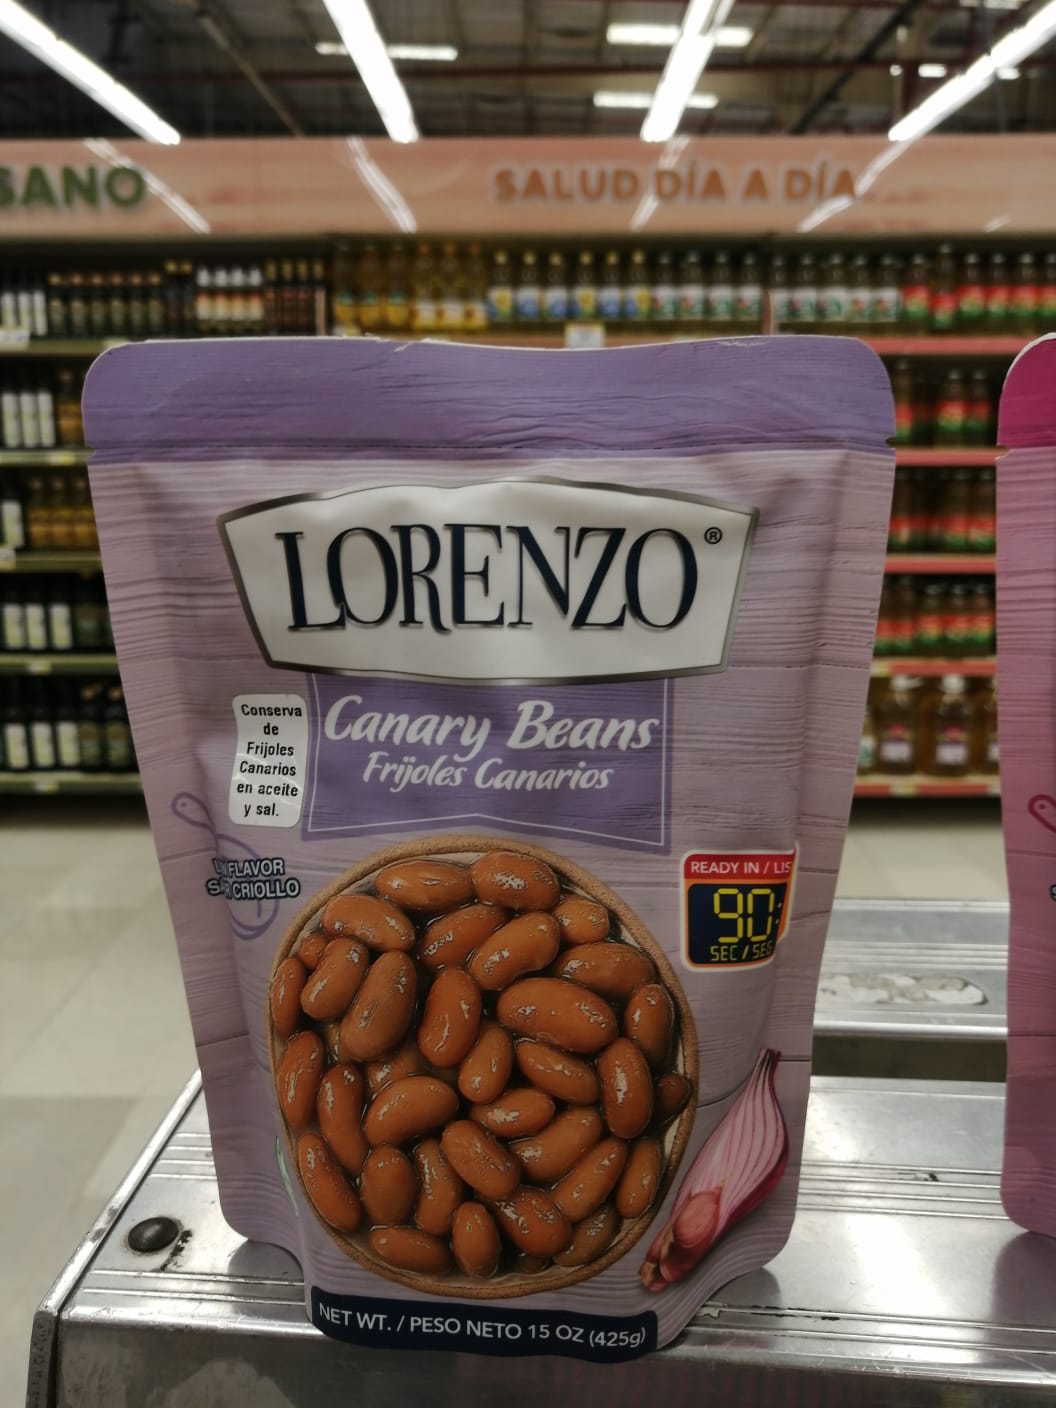 SANO
SALUD DÍA A DÍA
LORENZO®
Canary Beans
Frijoles Canarios
Conserva
de
Frijoles
Canarios
en aceite
y sal.
FLAVOR
CRIOLLO
READY IN / LIS
90:
SEC / SEG
NET WT. / PESO NETO 15 OZ (425g)